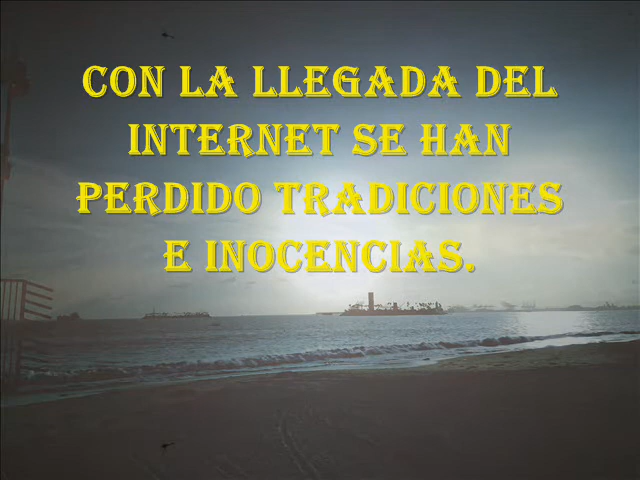 CON LA LLEGADA DEL
INTERNET SE HAN
PERDIDO TRADICIONES
E INOCENCIAS.